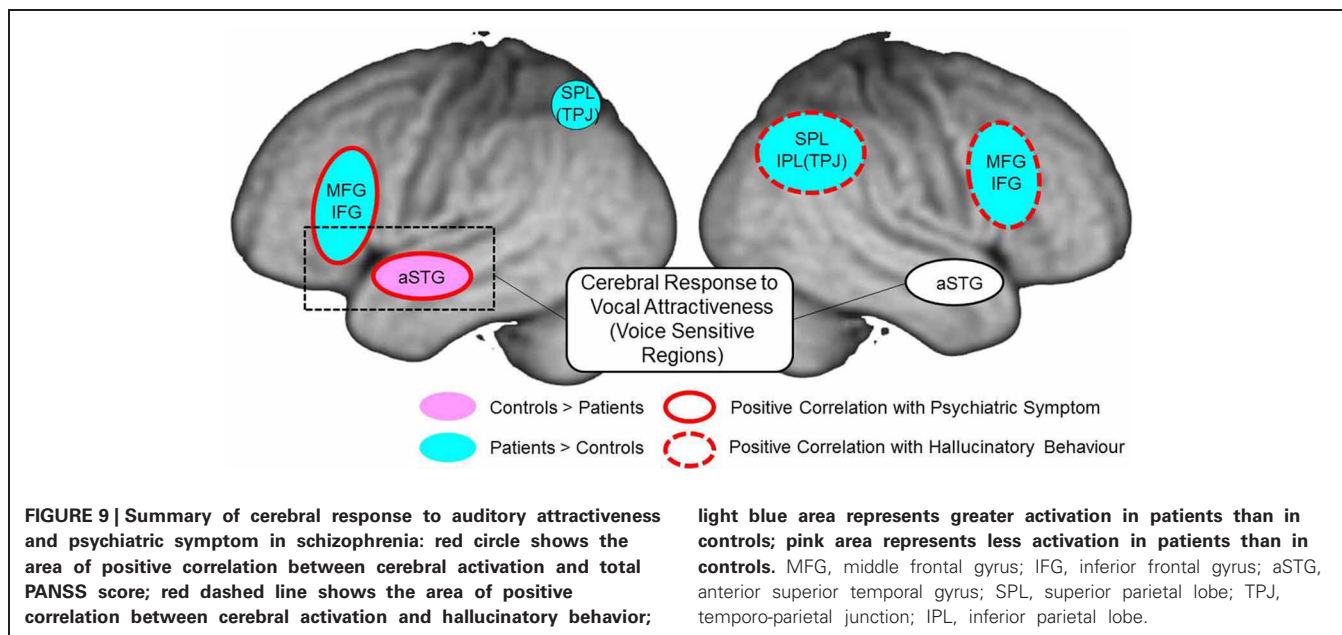 SPL
(TPJ)
SPL
IPL(TPJ)
MFG
IFG
MFG
IFG
aSTG
aSTG
Cerebral Response to
Vocal Attractiveness
(Voice Sensitive
Regions)
Controls > Patients
Positive Correlation with Psychiatric Symptom
Patients > Controls
Positive Correlation with Hallucinatory Behaviour
FIGURE 9 | Summary of cerebral response to auditory attractiveness
and psychiatric symptom in schizophrenia: red circle shows the
area of positive correlation between cerebral activation and total
PANSS score; red dashed line shows the area of positive
correlation between cerebral activation and hallucinatory behavior;
light blue area represents greater activation in patients than in
controls; pink area represents less activation in patients than in
controls. MFG, middle frontal gyrus; IFG, inferior frontal gyrus; aSTG,
anterior superior temporal gyrus; SPL, superior parietal lobe; TPJ,
temporo-parietal junction; IPL, inferior parietal lobe.